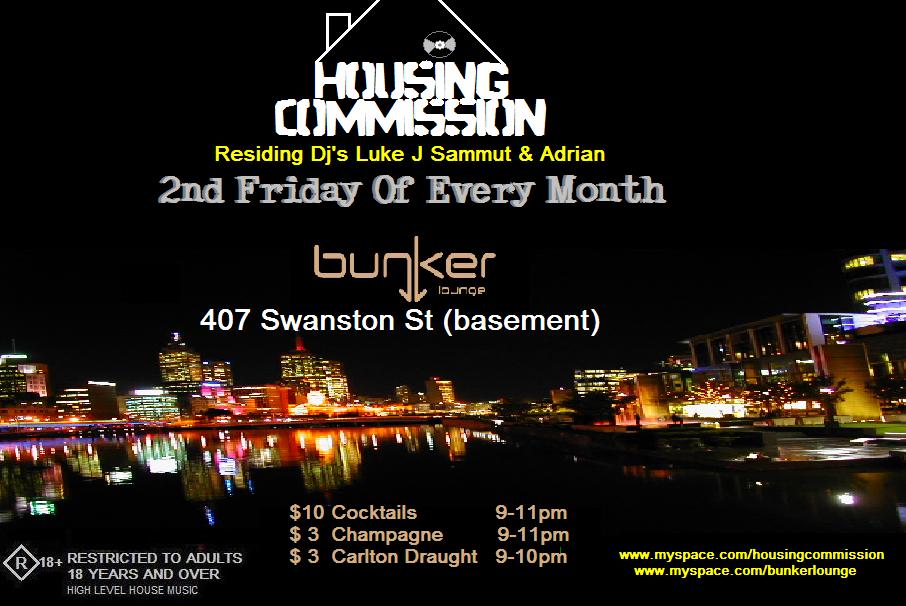 HOUSING
COMMISSION
Residing Dj's Luke J Sammut & Adrian
2nd Friday Of Every Month
bunker
lounge
407 Swanston St (basement)
$10 Cocktails 9-11pm
$ 3 Champagne 9-11pm
$ 3 Carlton Draught 9-10pm
R 18+ RESTRICTED TO ADULTS
18 YEARS AND OVER
HIGH LEVEL HOUSE MUSIC
www.myspace.com/housingcommission
www.myspace.com/bunkerlounge